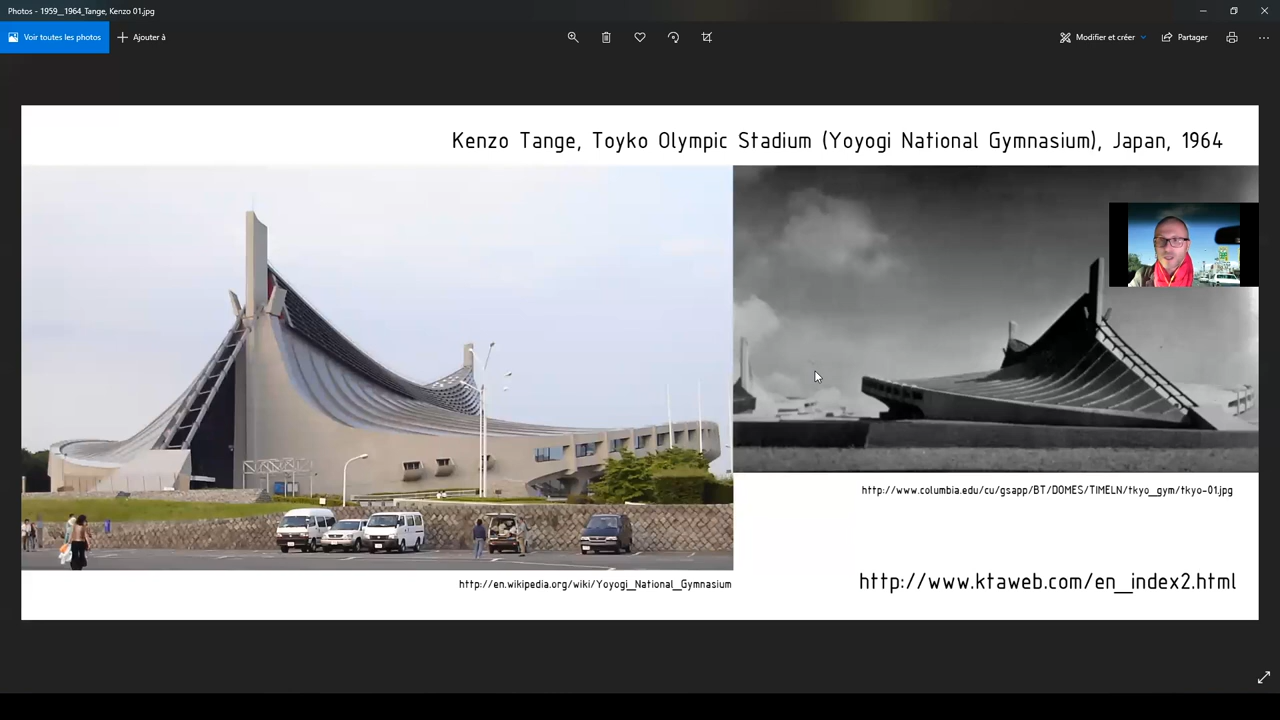 Photos - 1959__1964_Tange, Kenzo 01.jpg
Voir toutes les photos
Ajouter à
Modifier et créer
Partager
Kenzo Tange, Toyko Olympic Stadium (Yoyogi National Gymnasium), Japan, 1964
http://www.columbia.edu/cu/gsapp/BT/DOMES/TIMELN/tkyo_gym/tkyo-01.jpg
http://en.wikipedia.org/wiki/Yoyogi_National_Gymnasium
http://www.ktaweb.com/en_index2.html